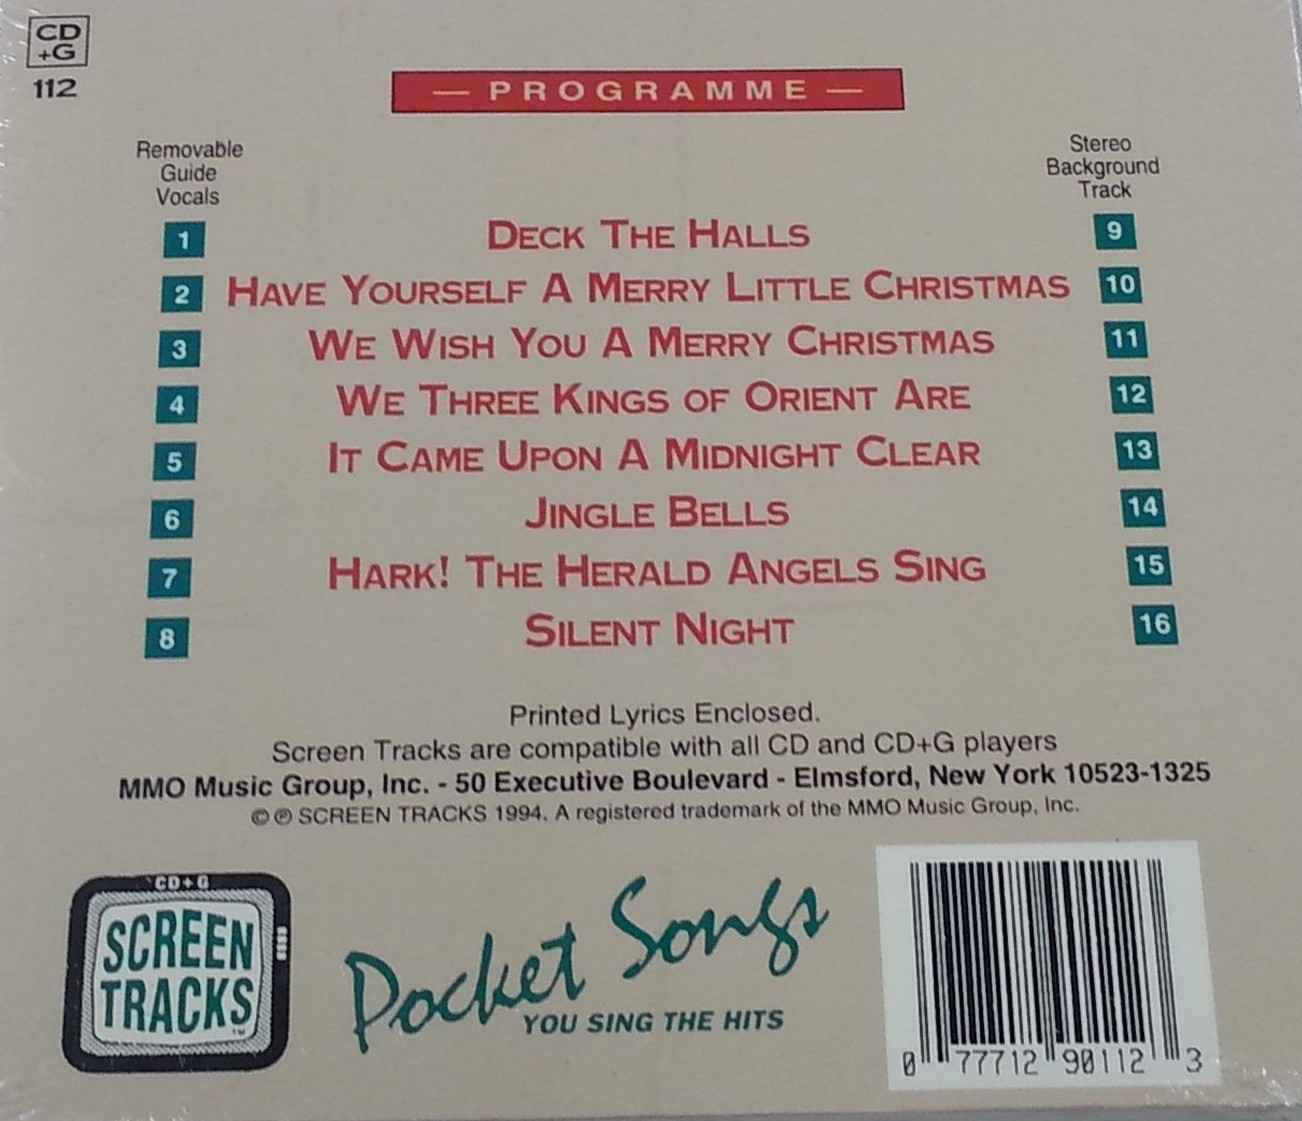 CD
+G
112
— PROGRAMME —
Removable
Guide
Vocals
Stereo
Background
Track
1 DECK THE HALLS 9
2 HAVE YOURSELF A MERRY LITTLE CHRISTMAS 10
3 WE WISH YOU A MERRY CHRISTMAS 11
4 WE THREE KINGS OF ORIENT ARE 12
5 IT CAME UPON A MIDNIGHT CLEAR 13
6 JINGLE BELLS 14
7 HARK! THE HERALD ANGELS SING 15
8 SILENT NIGHT 16
Printed Lyrics Enclosed.
Screen Tracks are compatible with all CD and CD+G players
MMO Music Group, Inc. - 50 Executive Boulevard - Elmsford, New York 10523-1325
© ℗ SCREEN TRACKS 1994. A registered trademark of the MMO Music Group, Inc.
CD+G
SCREEN
TRACKS™
Pocket Songs
YOU SING THE HITS
0 77712 90112 3